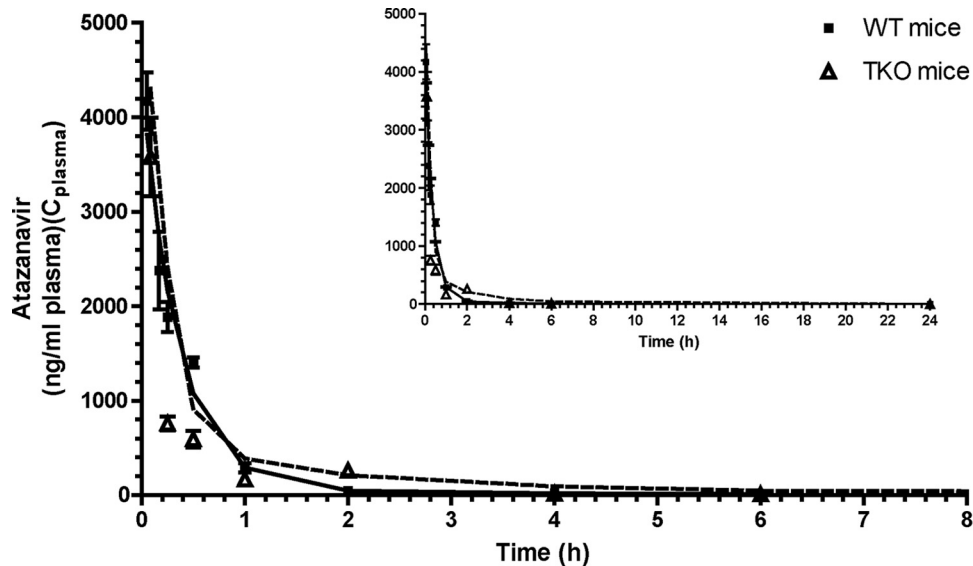 5000
4000
3000
2000
1000
0
Atazanavir
(ng/ml plasma)(Cplasma)
0 1 2 3 4 5 6 7 8
Time (h)
5000
4000
3000
2000
1000
0
0 2 4 6 8 10 12 14 16 18 20 22 24
Time (h)
WT mice
TKO mice